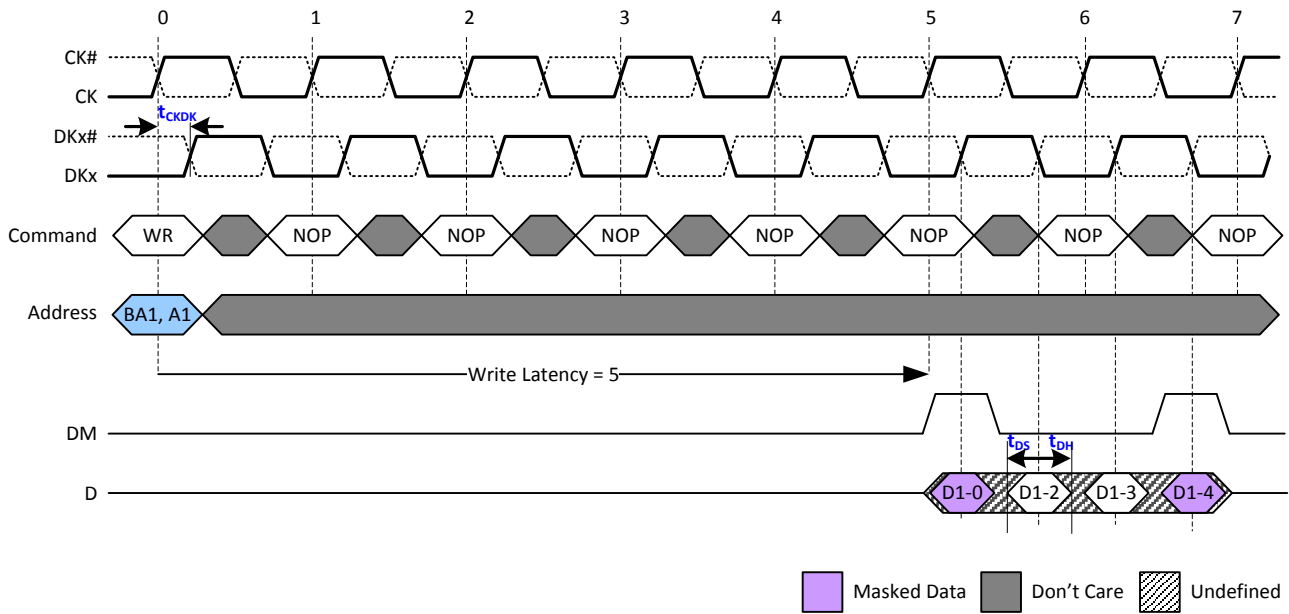 0 1 2 3 4 5 6 7
CK#
CK
tCKDK
DKx#
DKx
Command WR NOP NOP NOP NOP NOP NOP NOP
Address BA1, A1
Write Latency = 5
DM
tDS tDH
D D1-0 D1-2 D1-3 D1-4
Masked Data Don't Care Undefined